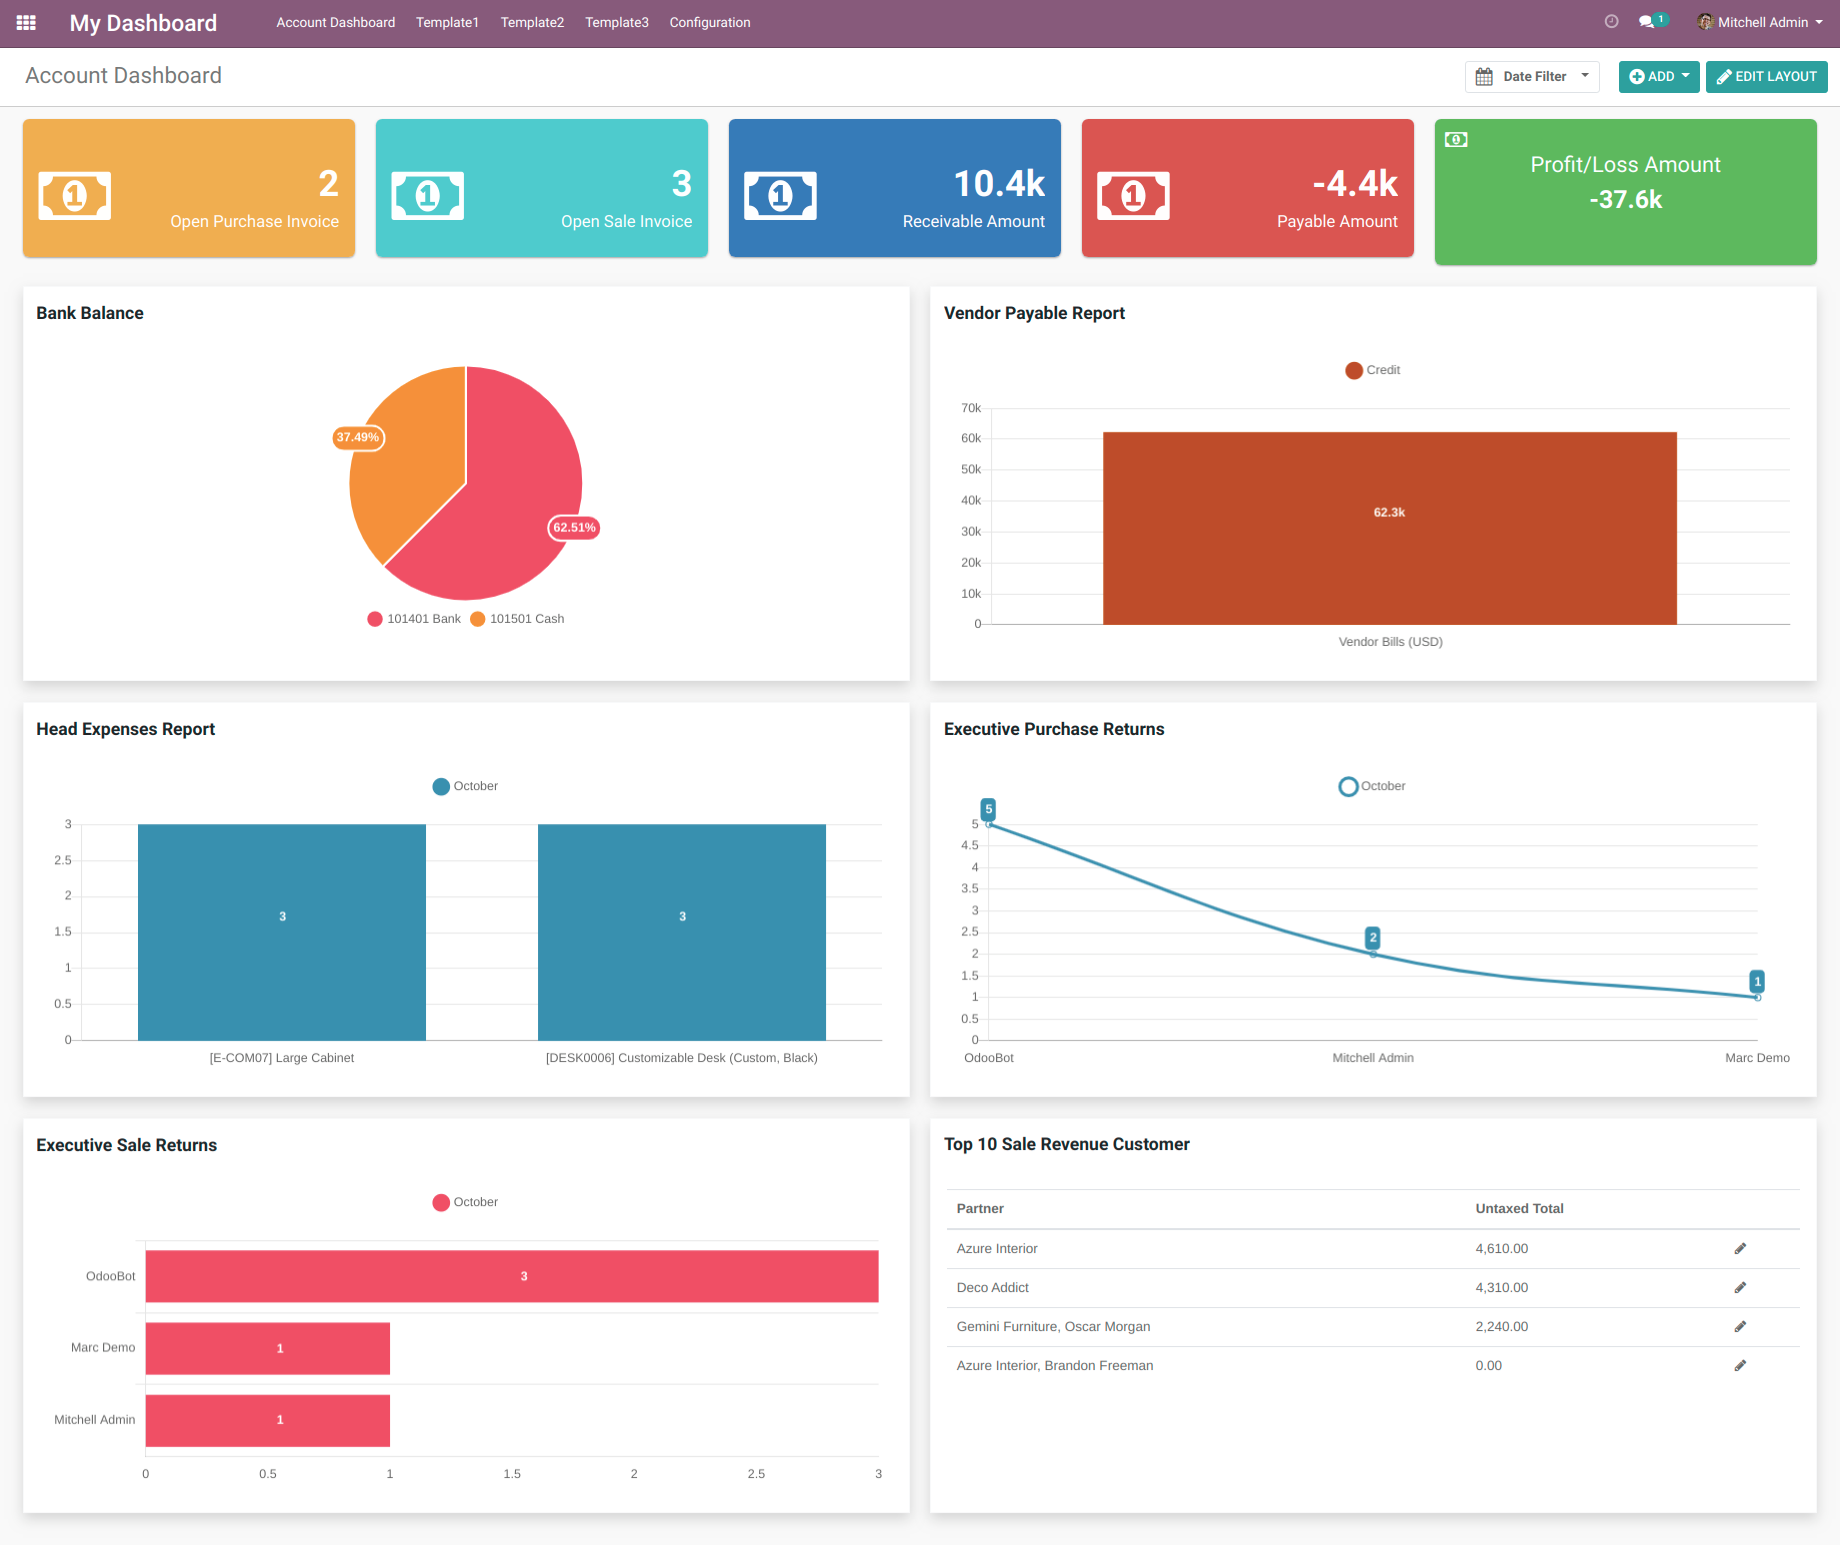 My Dashboard
Account Dashboard Template1 Template2 Template3 Configuration
1 Mitchell Admin
Account Dashboard
Date Filter
ADD
EDIT LAYOUT
1
2
Open Purchase Invoice
1
3
Open Sale Invoice
1
10.4k
Receivable Amount
1
-4.4k
Payable Amount
1
Profit/Loss Amount
-37.6k
Bank Balance
37.49%
62.51%
101401 Bank 101501 Cash
Vendor Payable Report
Credit
70k
60k
50k
40k
30k
20k
10k
0
62.3k
Vendor Bills (USD)
Head Expenses Report
October
3
2.5
2
1.5
1
0.5
0
3
3
[E-COM07] Large Cabinet
[DESK0006] Customizable Desk (Custom, Black)
Executive Purchase Returns
October
5
4.5
4
3.5
3
2.5
2
1.5
1
0.5
0
5
2
1
OdooBot
Mitchell Admin
Marc Demo
Executive Sale Returns
October
OdooBot
3
Marc Demo
1
Mitchell Admin
1
0 0.5 1 1.5 2 2.5 3
Top 10 Sale Revenue Customer
Partner Untaxed Total
Azure Interior 4,610.00
Deco Addict 4,310.00
Gemini Furniture, Oscar Morgan 2,240.00
Azure Interior, Brandon Freeman 0.00